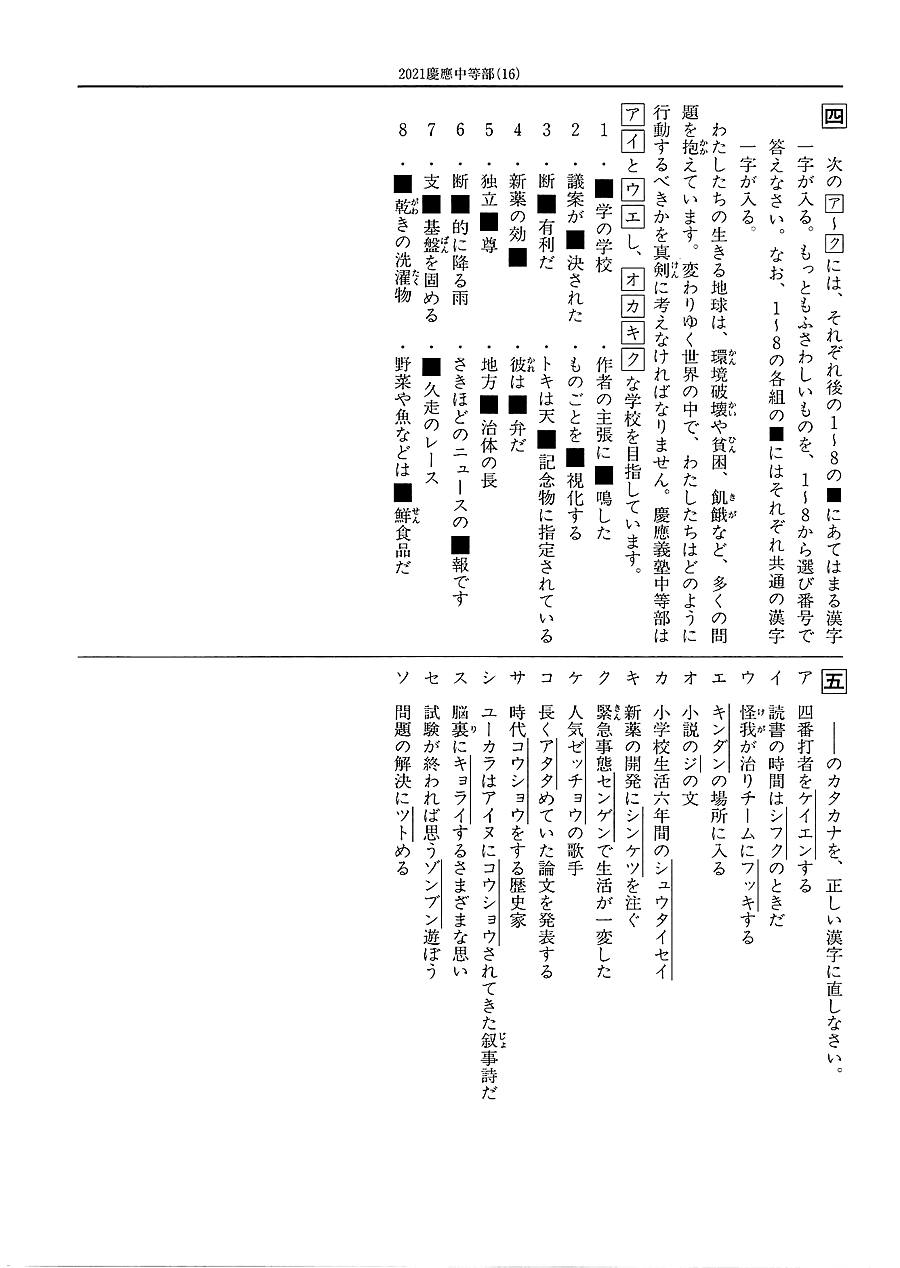 2021慶應中等部(16)
四 次のア～クには、それぞれ後の1～8の■にあてはまる漢字
一字が入る。もっともふさわしいものを、1～8から選び番号で
答えなさい。なお、1～8の各組の■にはそれぞれ共通の漢字
一字が入る。
わたしたちの生きる地球は、環境破壊や貧困、飢餓など、多くの問
題を抱えています。変わりゆく世界の中で、わたしたちはどのように
行動するべきかを真剣に考えなければなりません。慶應義塾中等部は
アイとウエし、オカキクな学校を目指しています。
1 ・■学の学校 ・作者の主張に■鳴した
2 ・議案が■決された ・ものごとを■視化する
3 ・断■有利だ ・トキは天■記念物に指定されている
4 ・新薬の効■ ・彼は■弁だ
5 ・独立■尊 ・地方■治体の長
6 ・断■的に降る雨 ・さきほどのニュースの■報です
7 ・支■基盤を固める ・■久走のレース
8 ・■乾きの洗濯物 ・野菜や魚などは■鮮食品だ
五 ――のカタカナを、正しい漢字に直しなさい。
ア 四番打者をケイエンする
イ 読書の時間はシフクのときだ
ウ 怪我が治りチームにフッキする
エ キンダンの場所に入る
オ 小説のジの文
カ 小学校生活六年間のシュウタイセイ
キ 新薬の開発にシンケツを注ぐ
ク 緊急事態センゲンで生活が一変した
ケ 人気ゼッチョウの歌手
コ 長くアタタめていた論文を発表する
サ 時代コウショウをする歴史家
シ ユーカラはアイヌにコウショウされてきた叙事詩だ
ス 脳裏にキョライするさまざまな思い
セ 試験が終われば思うゾンブン遊ぼう
ソ 問題の解決にツトめる